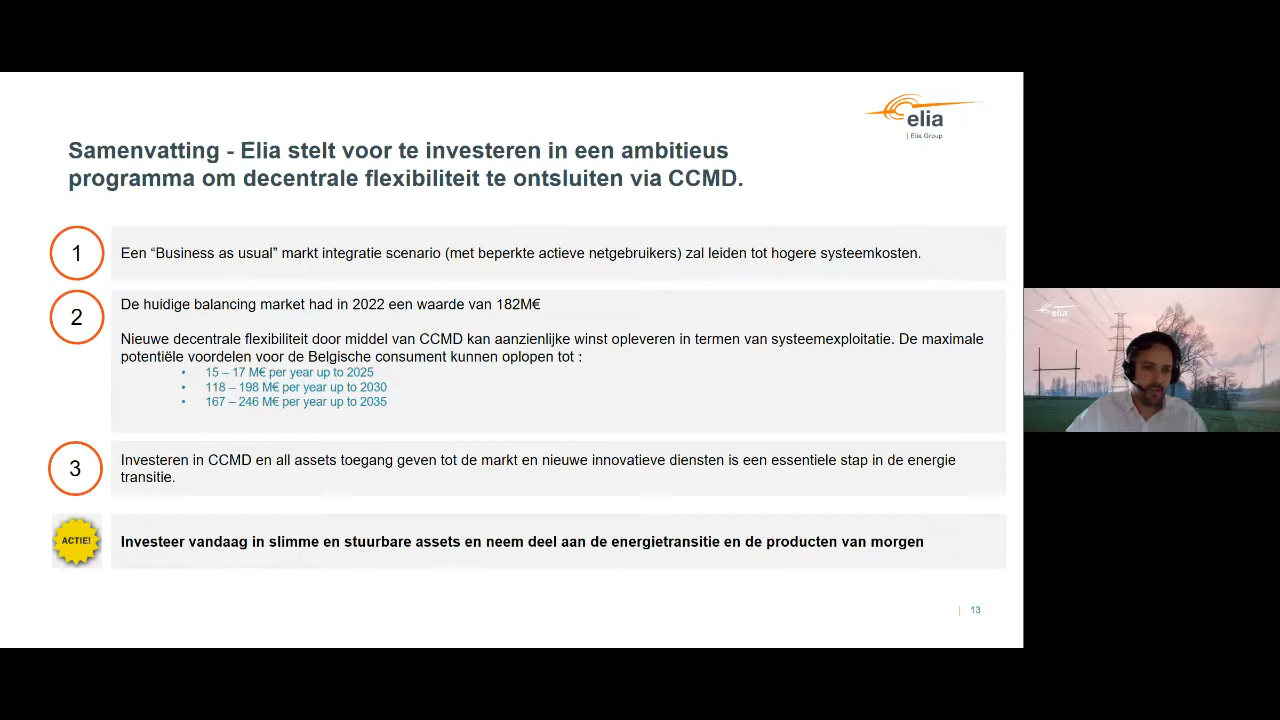 elia
| Elia Group
Samenvatting - Elia stelt voor te investeren in een ambitieus
programma om decentrale flexibiliteit te ontsluiten via CCMD.
1
Een “Business as usual” markt integratie scenario (met beperkte actieve netgebruikers) zal leiden tot hogere systeemkosten.
2
De huidige balancing market had in 2022 een waarde van 182M€
Nieuwe decentrale flexibiliteit door middel van CCMD kan aanzienlijke winst opleveren in termen van systeemexploitatie. De maximale
potentiële voordelen voor de Belgische consument kunnen oplopen tot :
• 15 – 17 M€ per year up to 2025
• 118 – 198 M€ per year up to 2030
• 167 – 246 M€ per year up to 2035
3
Investeren in CCMD en all assets toegang geven tot de markt en nieuwe innovatieve diensten is een essentiele stap in de energie
transitie.
ACTIE!
Investeer vandaag in slimme en stuurbare assets en neem deel aan de energietransitie en de producten van morgen
| 13
elia